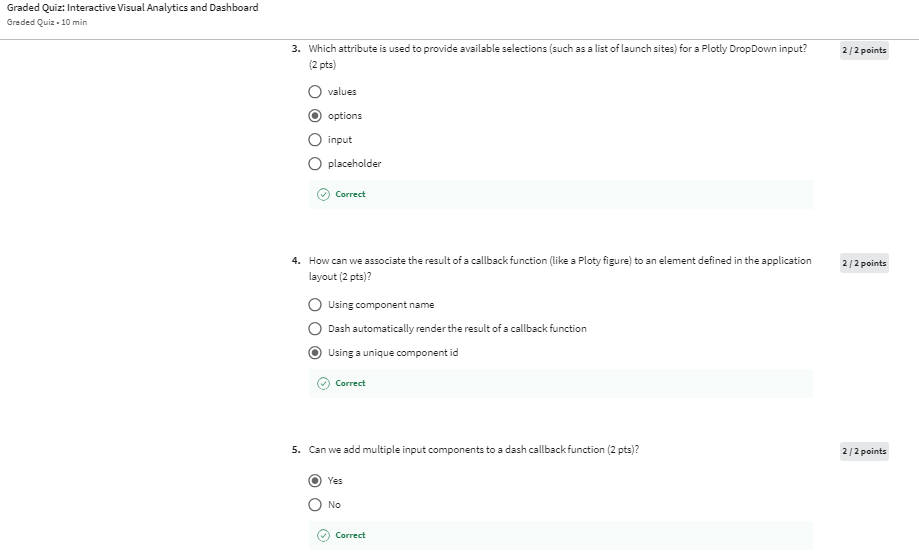 Graded Quiz: Interactive Visual Analytics and Dashboard
Graded Quiz • 10 min
3. Which attribute is used to provide available selections (such as a list of launch sites) for a Plotly DropDown input? 2 / 2 points
(2 pts)
values
options
input
placeholder
Correct
4. How can we associate the result of a callback function (like a Ploty figure) to an element defined in the application 2 / 2 points
layout (2 pts)?
Using component name
Dash automatically render the result of a callback function
Using a unique component id
Correct
5. Can we add multiple input components to a dash callback function (2 pts)? 2 / 2 points
Yes
No
Correct